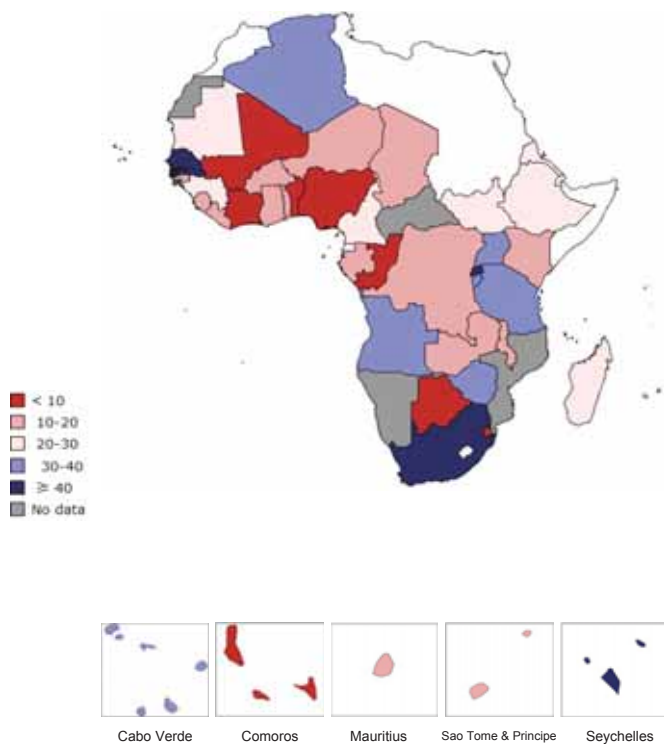 < 10
10-20
20-30
30-40
≥ 40
No data
Cabo Verde
Comoros
Mauritius
Sao Tome & Principe
Seychelles